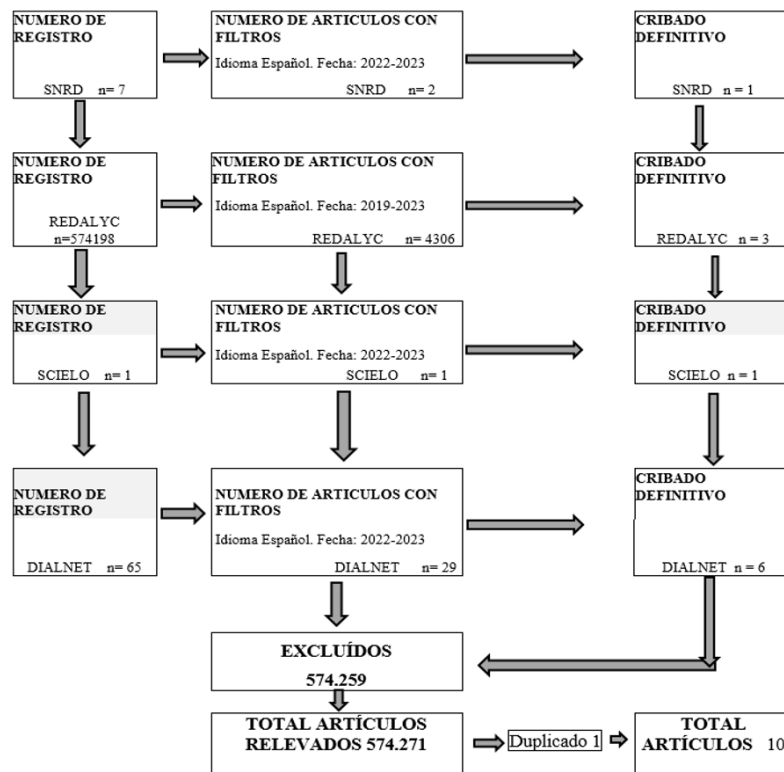 NUMERO DE
REGISTRO
SNRD n= 7
NUMERO DE ARTICULOS CON
FILTROS
Idioma Español. Fecha: 2022-2023
SNRD n= 2
CRIBADO
DEFINITIVO
SNRD n = 1
NUMERO DE
REGISTRO
REDALYC
n=574198
NUMERO DE ARTICULOS CON
FILTROS
Idioma Español. Fecha: 2019-2023
REDALYC n= 4306
CRIBADO
DEFINITIVO
REDALYC n = 3
NUMERO DE
REGISTRO
SCIELO n= 1
NUMERO DE ARTICULOS CON
FILTROS
Idioma Español. Fecha: 2022-2023
SCIELO n= 1
CRIBADO
DEFINITIVO
SCIELO n = 1
NUMERO DE
REGISTRO
DIALNET n= 65
NUMERO DE ARTICULOS CON
FILTROS
Idioma Español. Fecha: 2022-2023
DIALNET n= 29
CRIBADO
DEFINITIVO
DIALNET n = 6
EXCLUÍDOS
574.259
TOTAL ARTÍCULOS
RELEVADOS 574.271
Duplicado 1
TOTAL
ARTÍCULOS 10